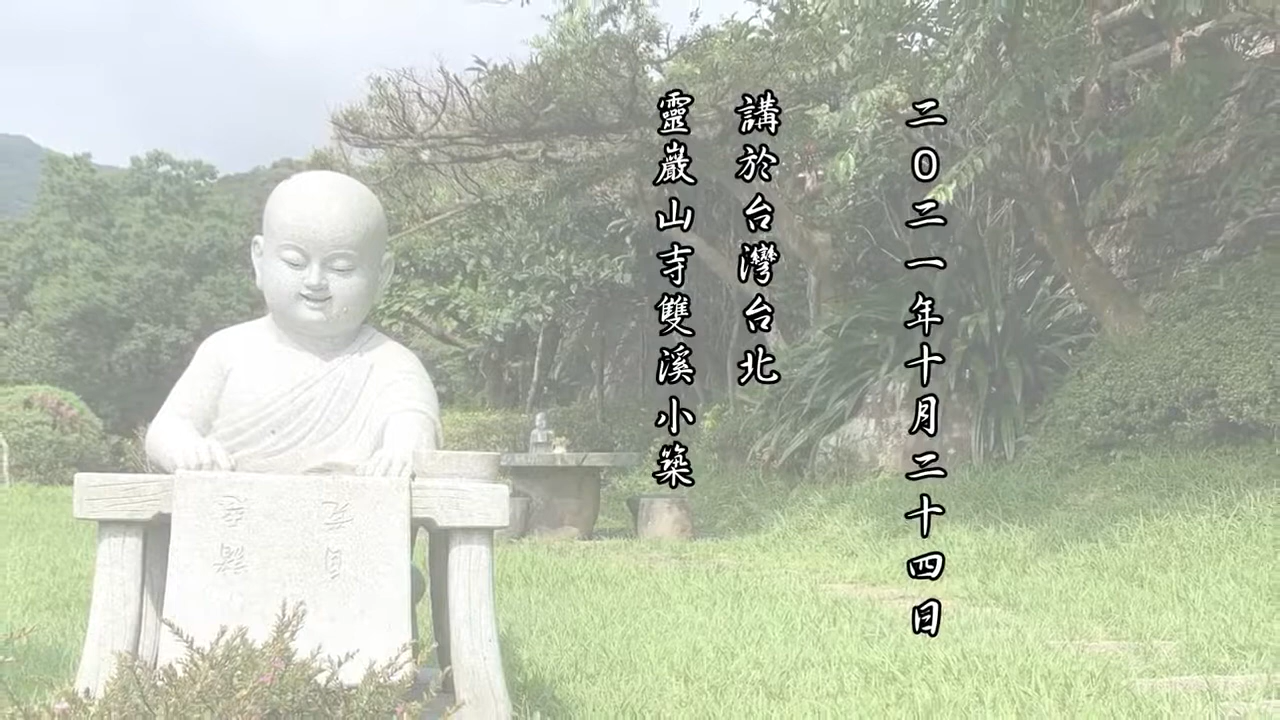 二０二一年十月二十四日
講於台灣台北
靈巖山寺雙溪小築